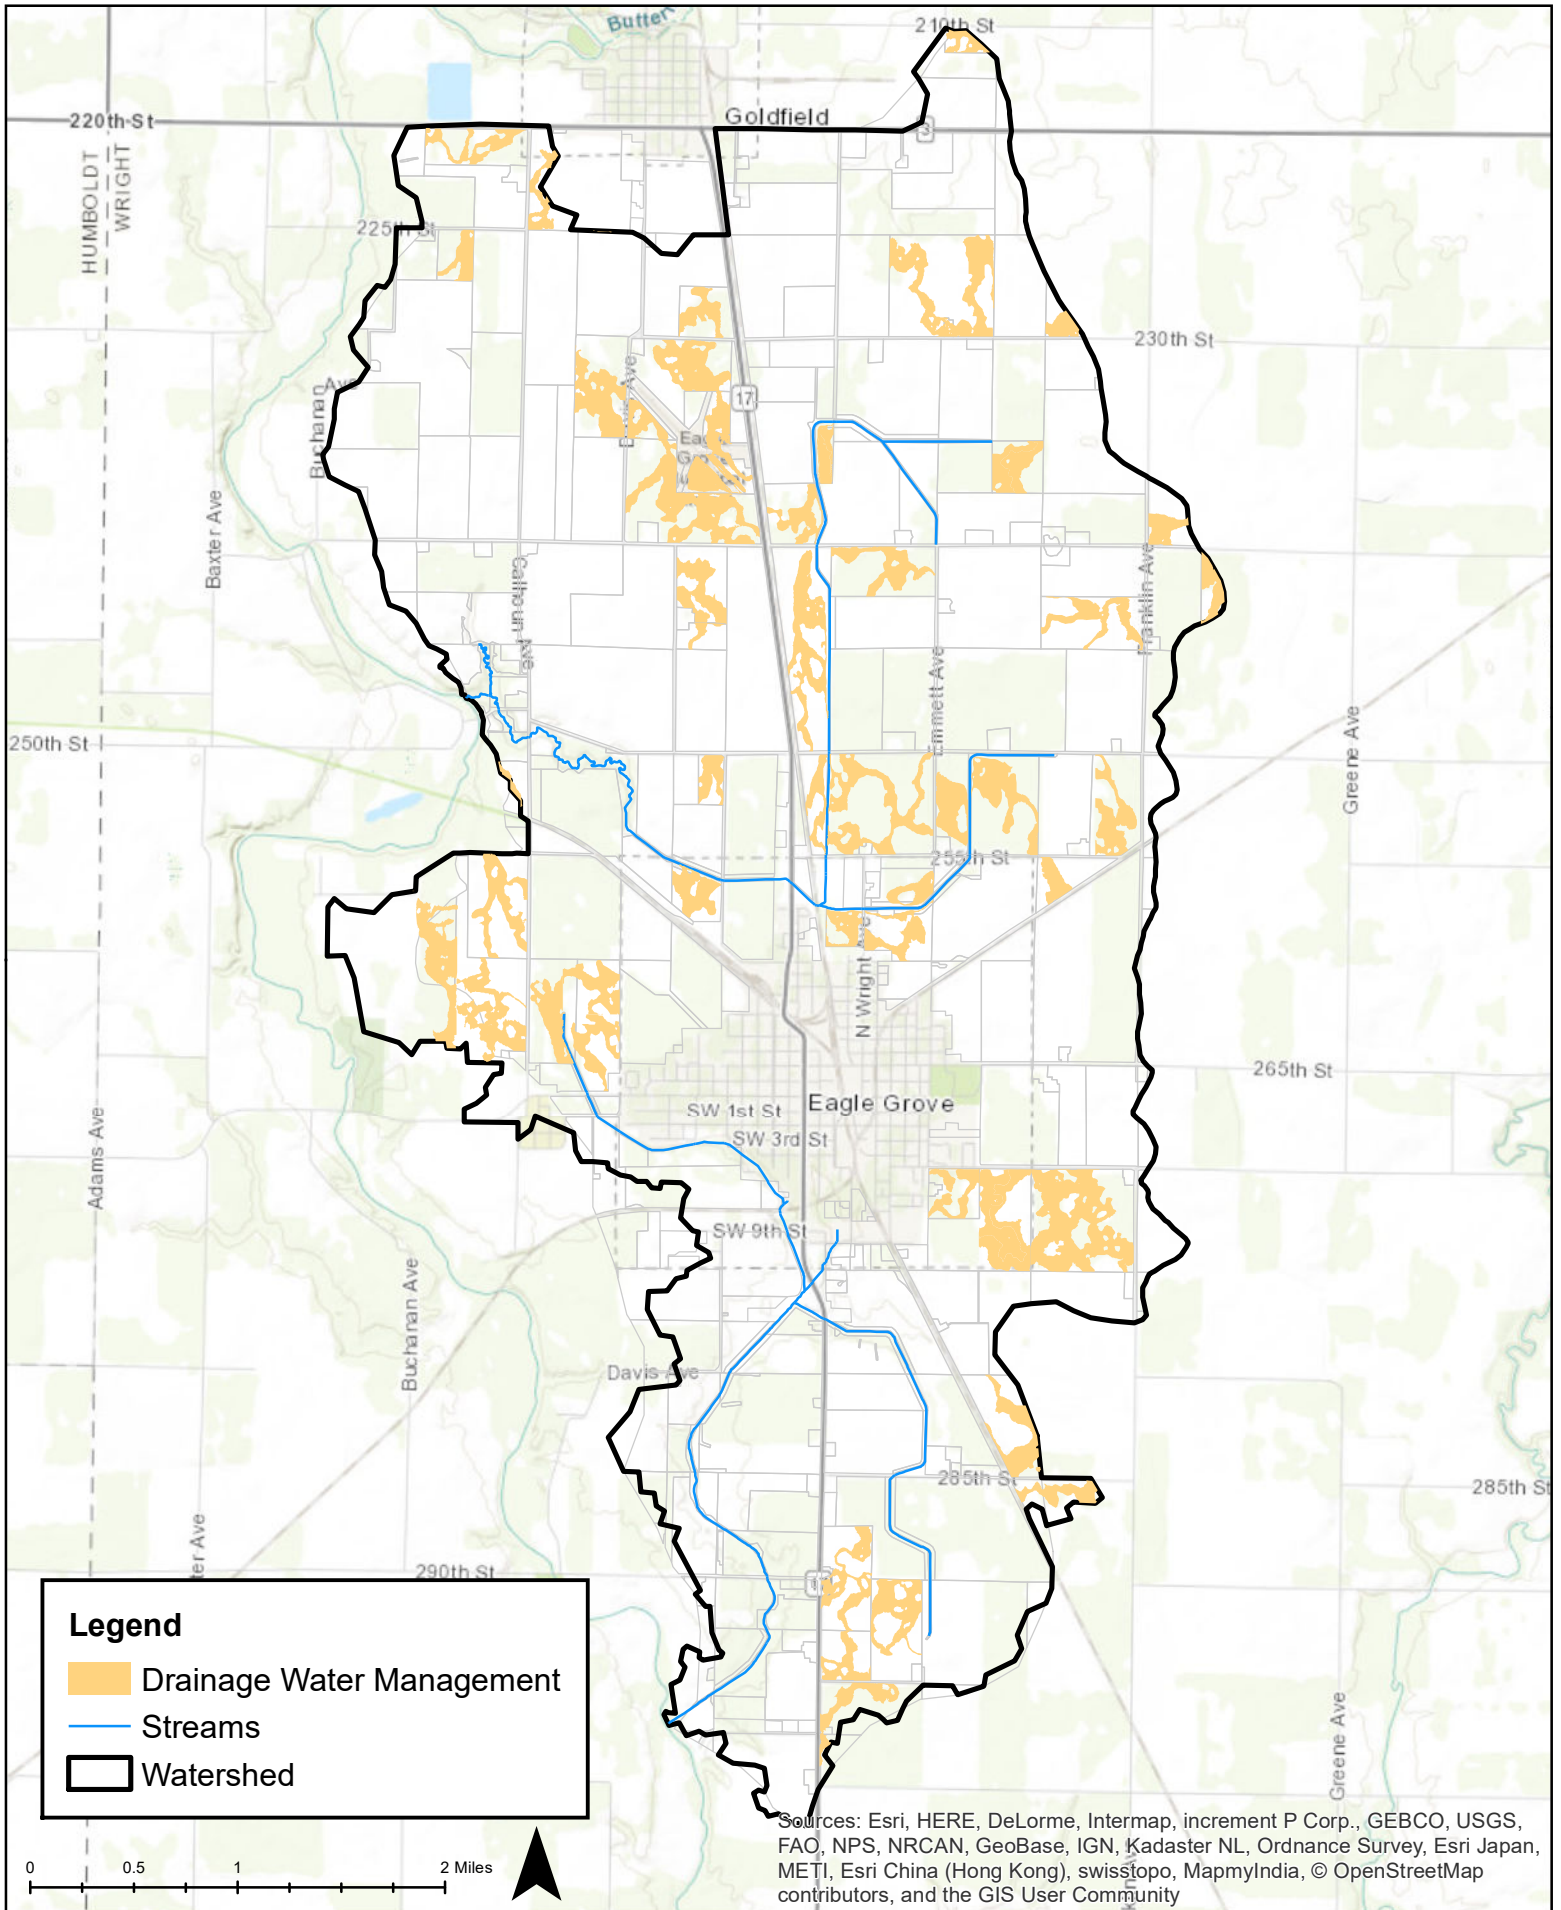 Butter
210th St
Goldfield
220th St
3
HUMBOLDT
WRIGHT
225th St
230th St
Buchanan Ave
17
Baxter Ave
Calhoun Ave
Franklin Ave
Emmett Ave
250th St
Greene Ave
255th St
N Wright Ave
265th St
SW 1st St
Eagle Grove
SW 3rd St
Adams Ave
SW 9th St
Buchanan Ave
Davis Ave
285th St
285th St
ter Ave
290th St
Greene Ave
Legend
Drainage Water Management
Streams
Watershed
0 0.5 1 2 Miles
Sources: Esri, HERE, DeLorme, Intermap, increment P Corp., GEBCO, USGS,
FAO, NPS, NRCAN, GeoBase, IGN, Kadaster NL, Ordnance Survey, Esri Japan,
METI, Esri China (Hong Kong), swisstopo, MapmyIndia, © OpenStreetMap
contributors, and the GIS User Community